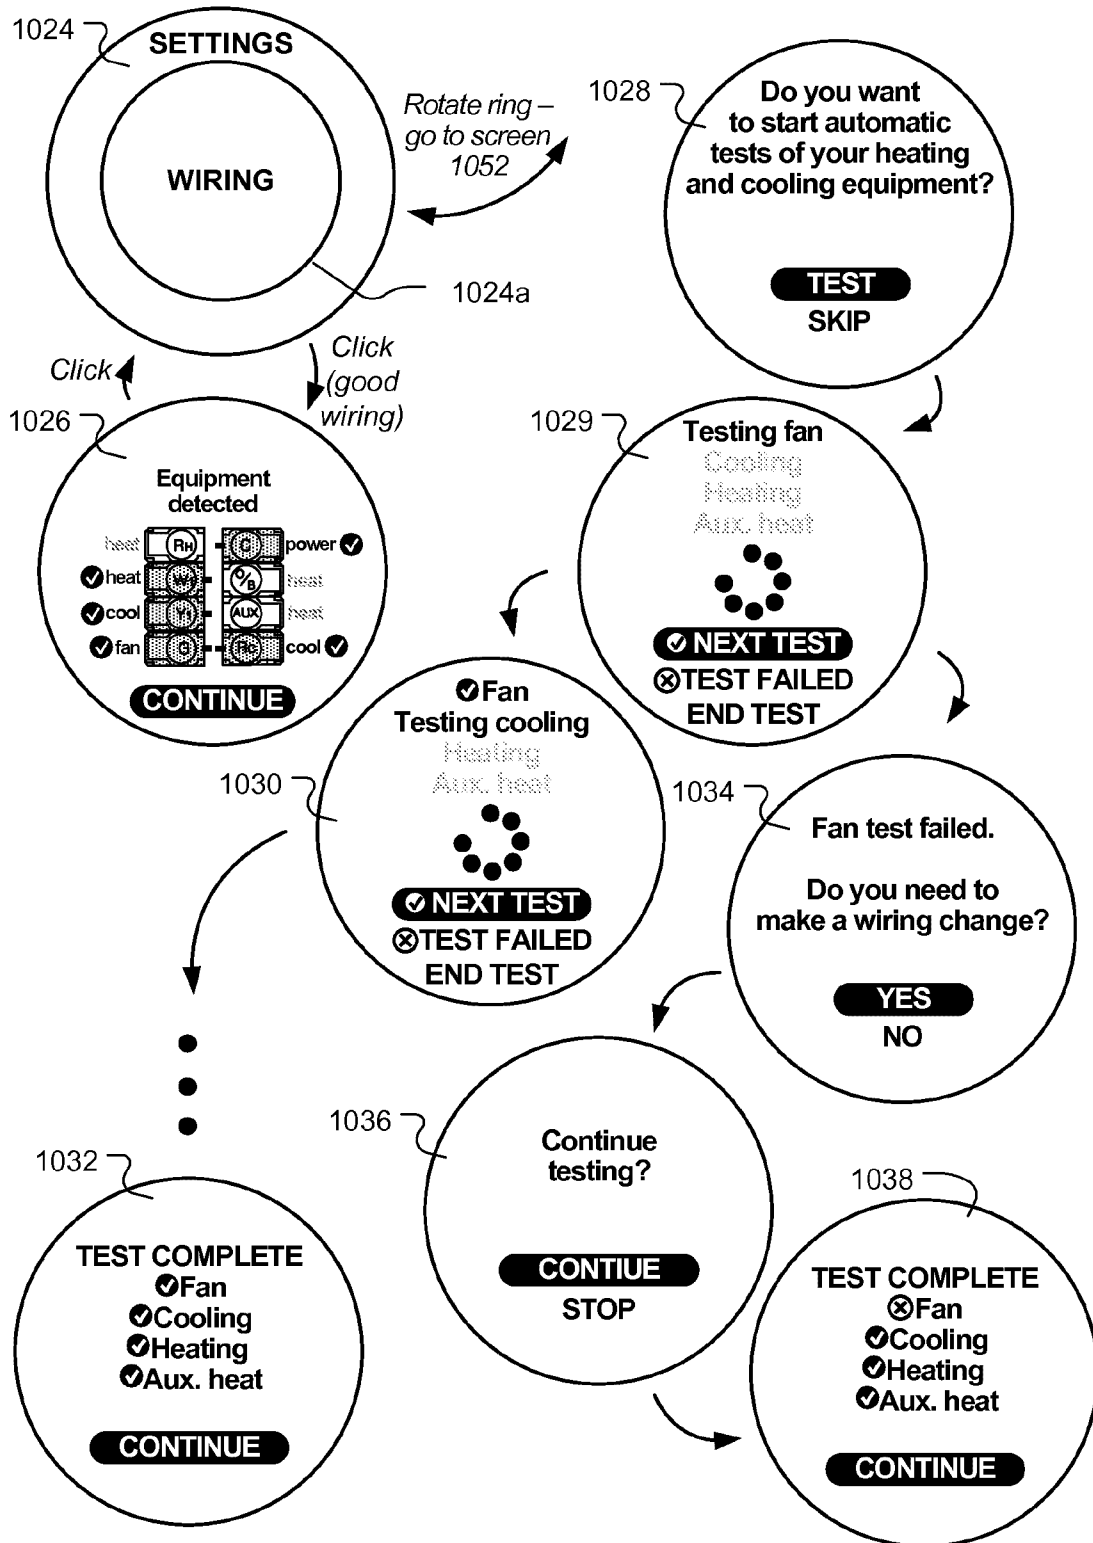 1024
SETTINGS
WIRING
1024a
Rotate ring –
go to screen
1052
1028
Do you want
to start automatic
tests of your heating
and cooling equipment?
TEST
SKIP
Click
Click
(good
wiring)
1026
Equipment
detected
heat RH C power
heat W1 O/B heat
cool Y1 AUX heat
fan G Rc cool
CONTINUE
1029
Testing fan
Cooling
Heating
Aux. heat
NEXT TEST
TEST FAILED
END TEST
1030
Fan
Testing cooling
Heating
Aux. heat
NEXT TEST
TEST FAILED
END TEST
1034
Fan test failed.
Do you need to
make a wiring change?
YES
NO
1036
Continue
testing?
CONTIUE
STOP
1032
TEST COMPLETE
Fan
Cooling
Heating
Aux. heat
CONTINUE
1038
TEST COMPLETE
Fan
Cooling
Heating
Aux. heat
CONTINUE